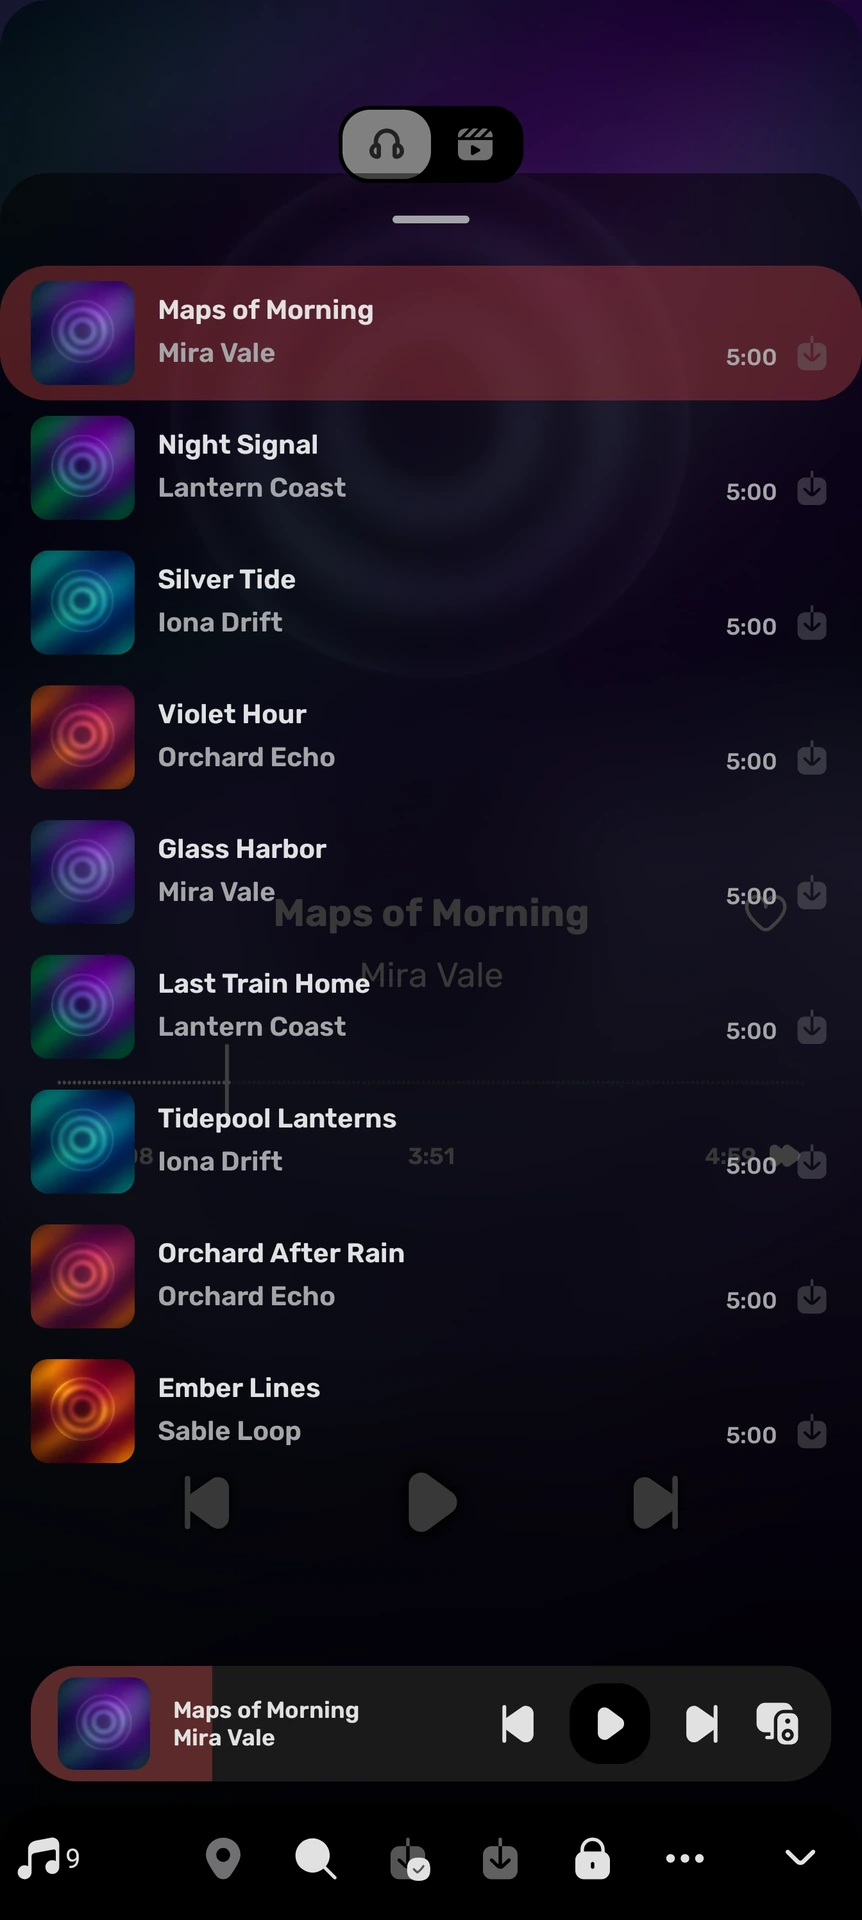 Maps of Morning
Mira Vale
5:00
Night Signal
Lantern Coast
5:00
Silver Tide
Iona Drift
5:00
Violet Hour
Orchard Echo
5:00
Glass Harbor
Mira Vale
5:00
Maps of Morning
Mira Vale
Last Train Home
Lantern Coast
5:00
Tidepool Lanterns
Iona Drift
5:00
3:51
4:59
Orchard After Rain
Orchard Echo
5:00
Ember Lines
Sable Loop
5:00
Maps of Morning
Mira Vale
9